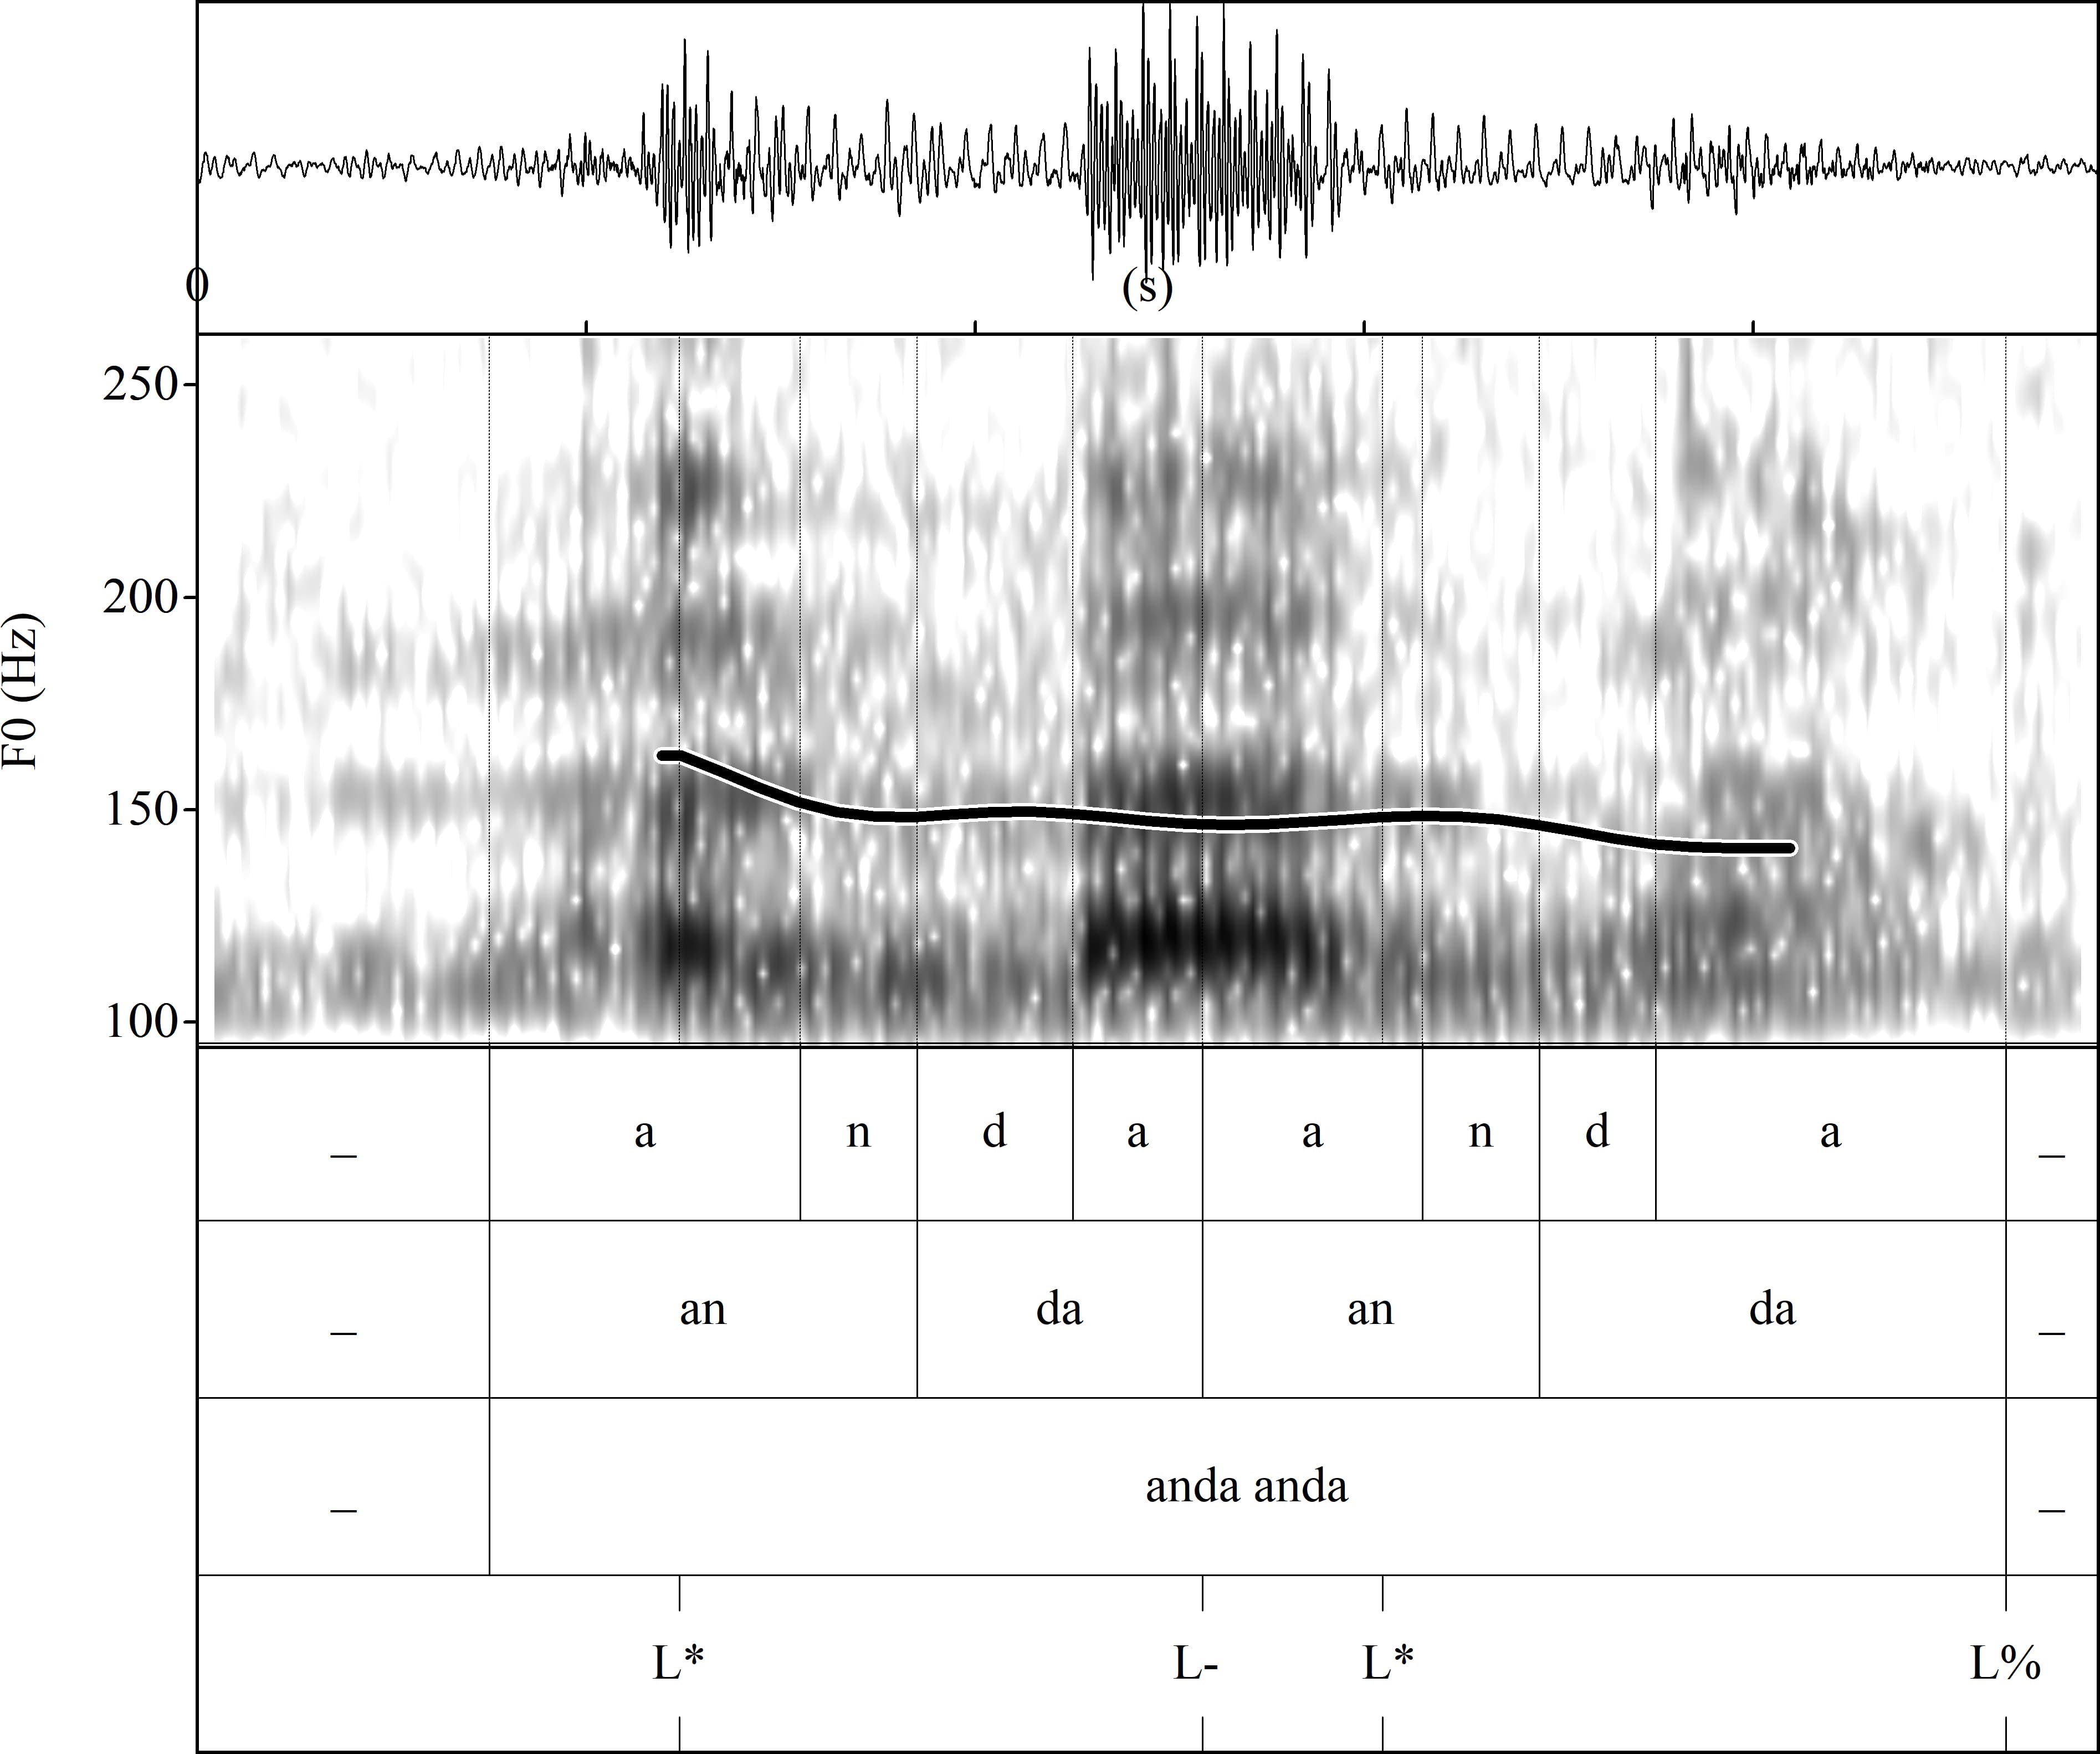 0 (s)
250
200
150
100
F0 (Hz)
_ a n d a a n d a _
_ an da an da _
_ anda anda _
L* L- L* L%